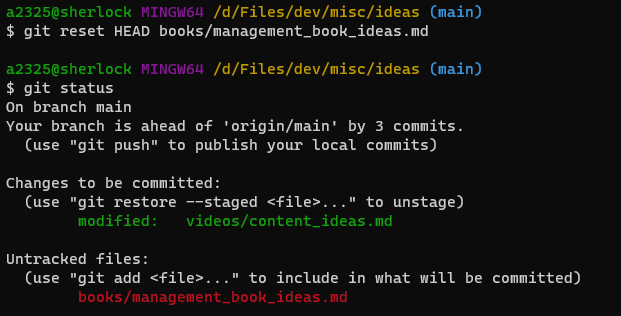 a2325@sherlock MINGW64 /d/Files/dev/misc/ideas (main)
$ git reset HEAD books/management_book_ideas.md
a2325@sherlock MINGW64 /d/Files/dev/misc/ideas (main)
$ git status
On branch main
Your branch is ahead of 'origin/main' by 3 commits.
  (use "git push" to publish your local commits)
Changes to be committed:
  (use "git restore --staged <file>..." to unstage)
        modified:   videos/content_ideas.md
Untracked files:
  (use "git add <file>..." to include in what will be committed)
        books/management_book_ideas.md